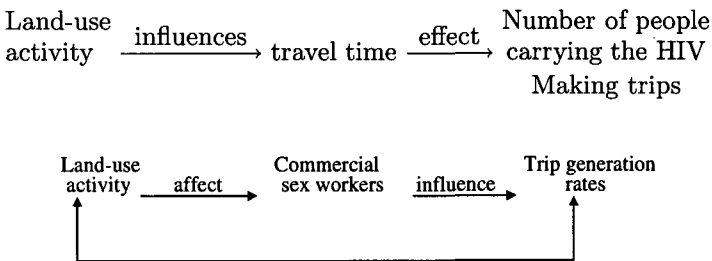 Land-use
activity
influences
travel time
effect
Number of people
carrying the HIV
Making trips
Land-use
activity
affect
Commercial
sex workers
influence
Trip generation
rates